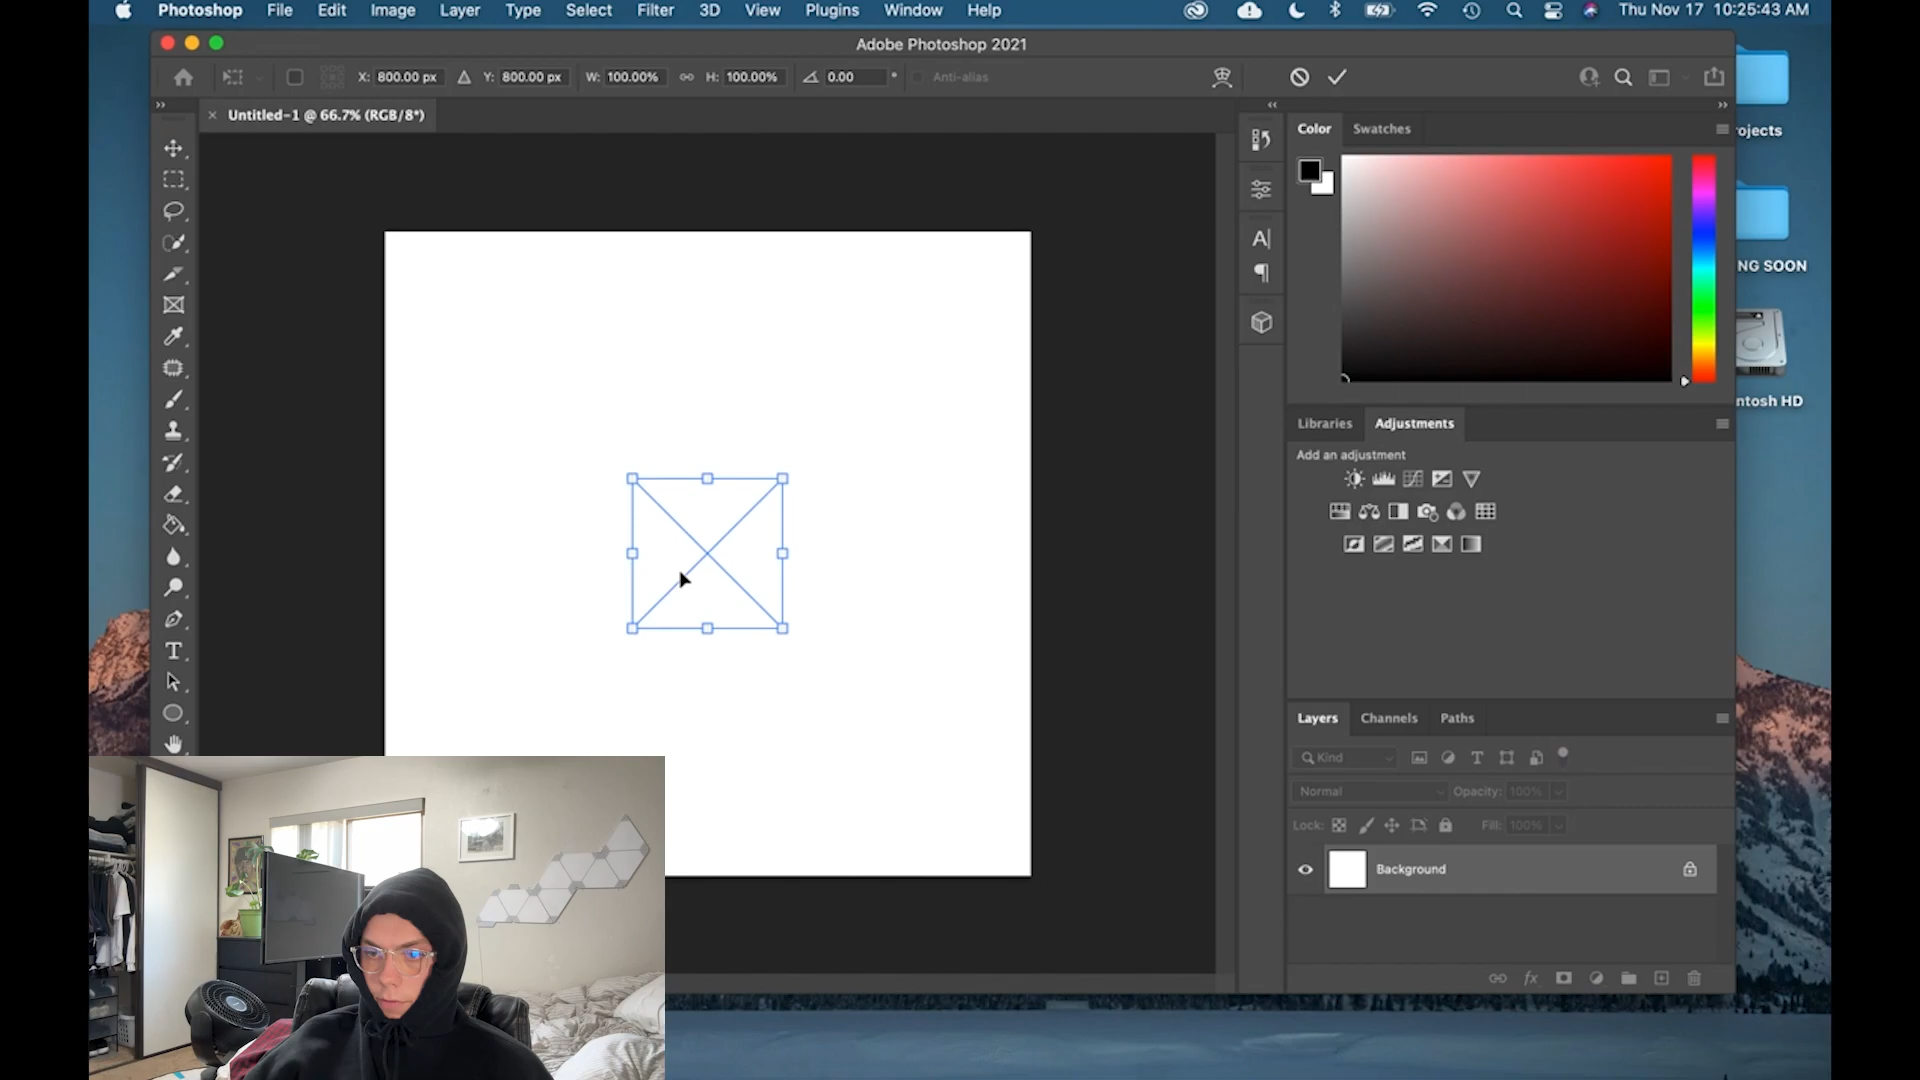 Photoshop File Edit Image Layer Type Select Filter 3D View Plugins Window Help Thu Nov 17 10:25:43 AM
Adobe Photoshop 2021
X: 800.00 px Y: 800.00 px W: 100.00% H: 100.00% 0.00 ° Anti-alias
Untitled-1 @ 66.7% (RGB/8*)
Color Swatches
rojects
NG SOON
ntosh HD
Libraries Adjustments
Add an adjustment
Layers Channels Paths
Kind
Normal Opacity: 100%
Lock: Fill: 100%
Background
fx